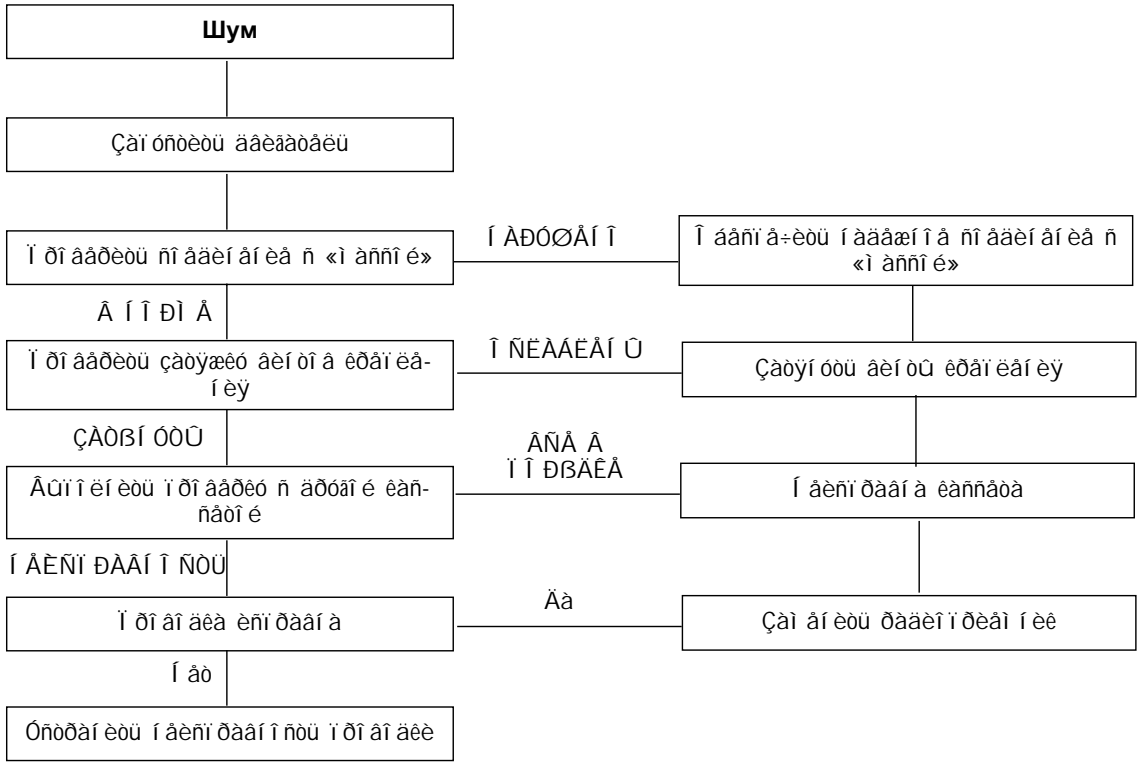 Шум
Çàï óñòèòü äâèãàòåëü
Ï ðî âåðèòü ñî åäèí åí èå ñ «ì àññî é»
Í ÀÐÓØÅÍ Î
Î áåñï å÷èòü í àäåæí î å ñî åäèí åí èå ñ
«ì àññî é»
Â Í Î ÐÌ Å
Ï ðî âåðèòü çàòÿæêó âèí òî â êðåï ëå-
í èÿ
Î ÑËÀÁËÅÍ Û
Çàòÿí óòü âèí òû êðåï ëåí èÿ
ÇÀÒßÍ ÓÒÛ
Âûï î ëí èòü ï ðî âåðêó ñ äðóãî é êàñ-
ñåòî é
ÂÑÅ Â
Ï Î ÐßÄÊÅ
Í åèñï ðàâí à êàññåòà
Í ÅÈÑÏ ÐÀÂÍ Î ÑÒÜ
Ï ðî âî äêà èñï ðàâí à
Äà
Çàì åí èòü ðàäèî ï ðèåì í èê
Í åò
Óñòðàí èòü í åèñï ðàâí î ñòü ï ðî âî äêè